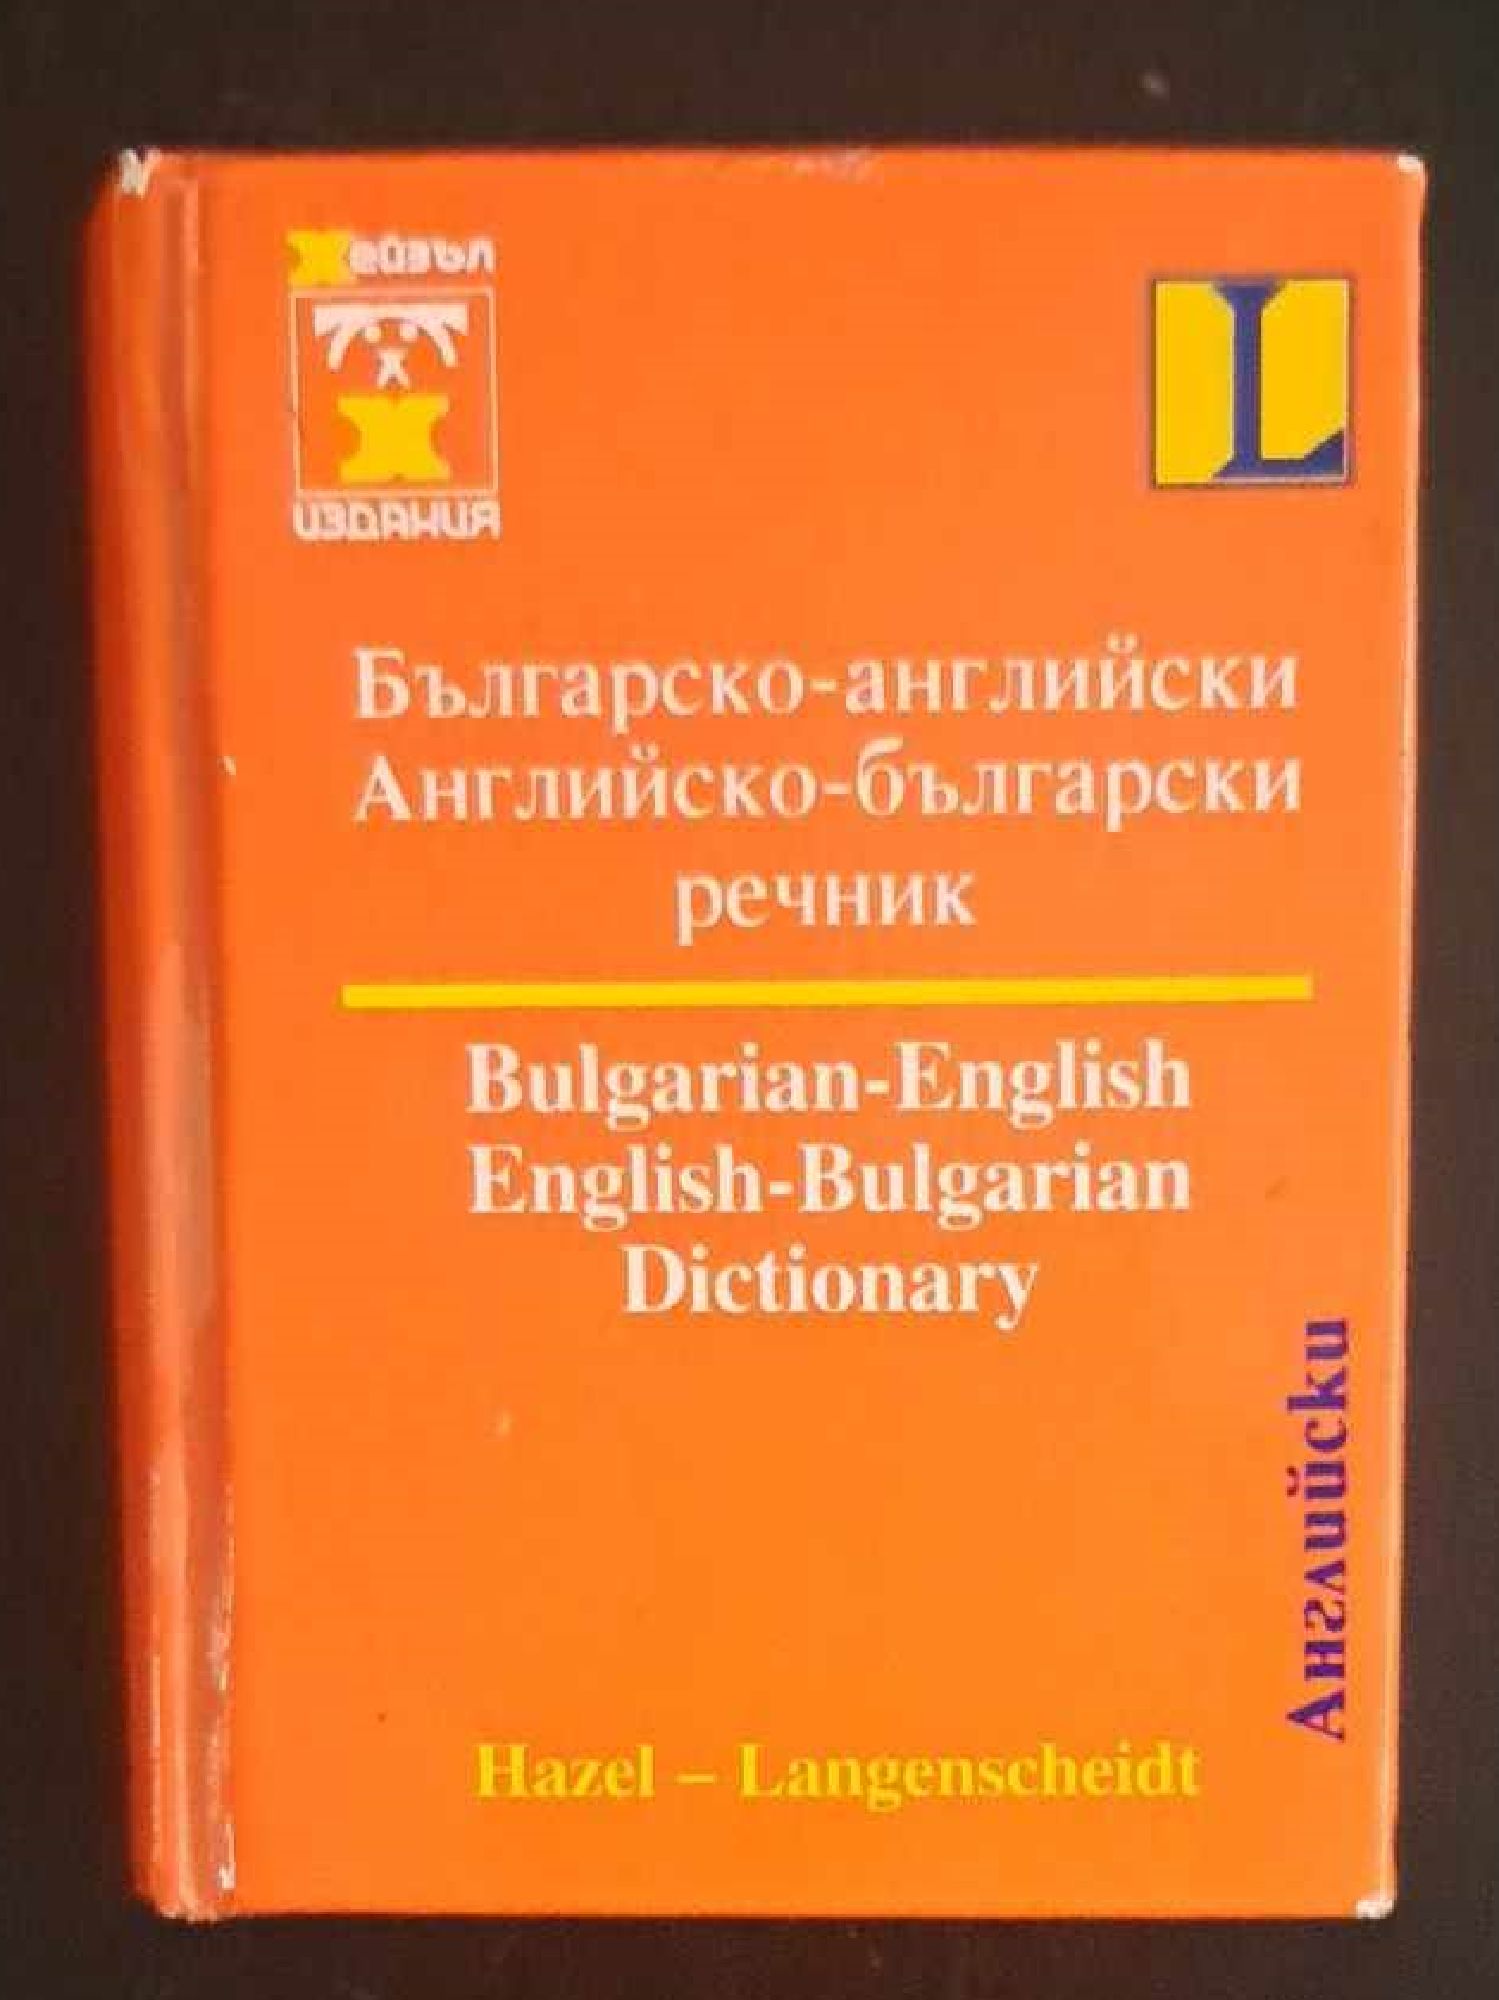 Хейзъл
X
X
ИЗДАНИЯ
L
Българско-английски
Английско-български
речник
Bulgarian-English
English-Bulgarian
Dictionary
Английски
Hazel – Langenscheidt